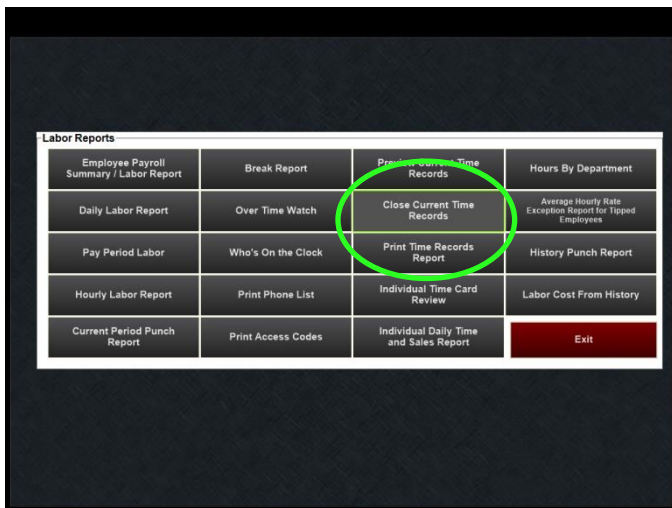 Labor Reports
Employee Payroll
Summary / Labor Report
Break Report
Preview Current Time
Records
Hours By Department
Daily Labor Report
Over Time Watch
Close Current Time
Records
Average Hourly Rate
Exception Report for Tipped
Employees
Pay Period Labor
Who's On the Clock
Print Time Records
Report
History Punch Report
Hourly Labor Report
Print Phone List
Individual Time Card
Review
Labor Cost From History
Current Period Punch
Report
Print Access Codes
Individual Daily Time
and Sales Report
Exit